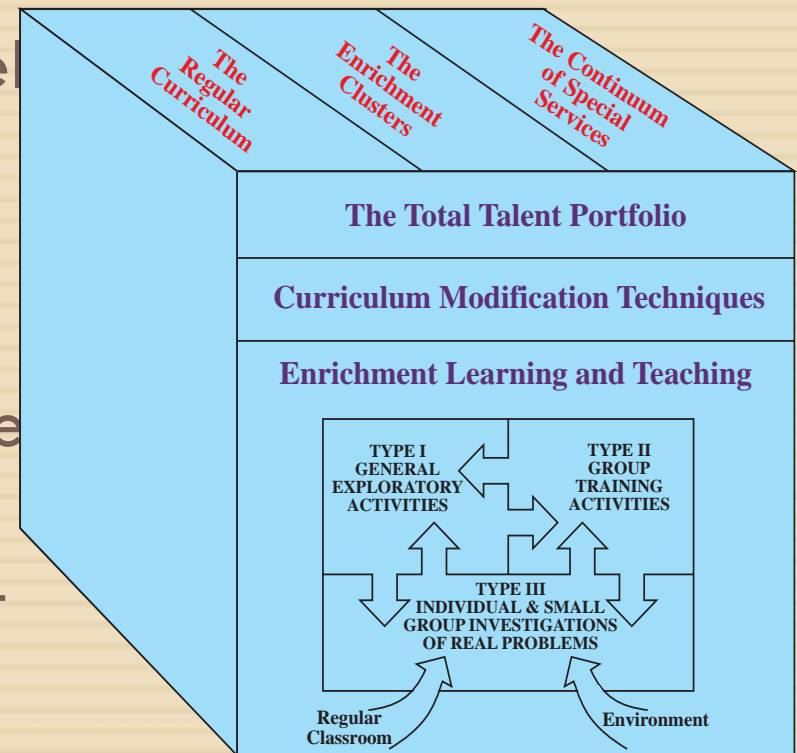 The
Regular
Curriculum
The
Enrichment
Clusters
The Continuum
of Special
Services
The Total Talent Portfolio
Curriculum Modification Techniques
Enrichment Learning and Teaching
TYPE I
GENERAL
EXPLORATORY
ACTIVITIES
TYPE II
GROUP
TRAINING
ACTIVITIES
TYPE III
INDIVIDUAL & SMALL
GROUP INVESTIGATIONS
OF REAL PROBLEMS
Regular
Classroom
Environment